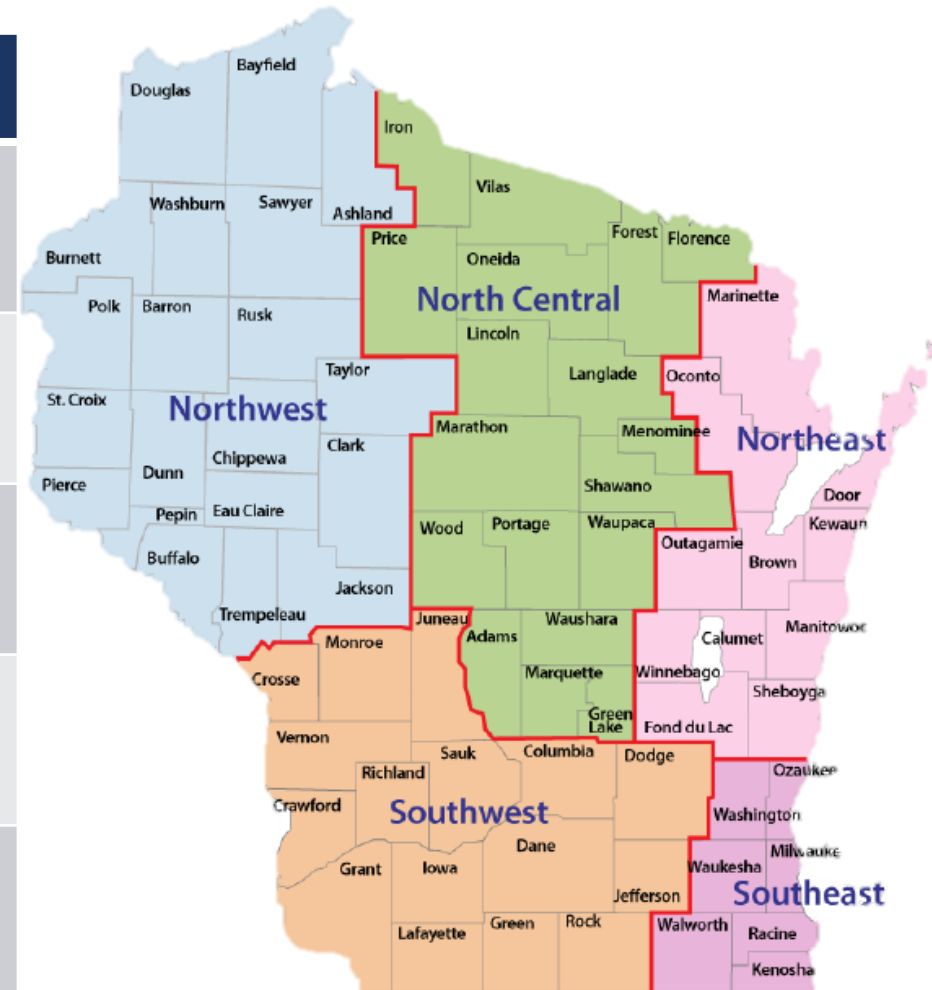 Bayfield
Douglas
Iron
Vilas
Washburn
Sawyer
Ashland
Price
Forest
Florence
Burnett
Oneida
Polk
Barron
Rusk
North Central
Marinette
Lincoln
Taylor
Langlade
Oconto
St. Croix
Northwest
Marathon
Menominee
Northeast
Clark
Chippewa
Dunn
Pierce
Shawano
Door
Pepin
Eau Claire
Wood
Portage
Waupaca
Kewaun
Buffalo
Outagamie
Brown
Jackson
Trempeleau
Juneau
Waushara
Adams
Monroe
Calumet
Manitowoc
Crosse
Marquette
Winnebago
Sheboyga
Green
Lake
Fond du Lac
Vernon
Sauk
Columbia
Dodge
Richland
Ozaukee
Crawford
Southwest
Washington
Dane
Milwauke
Grant
Iowa
Waukesha
Southeast
Jefferson
Lafayette
Green
Rock
Walworth
Racine
Kenosha